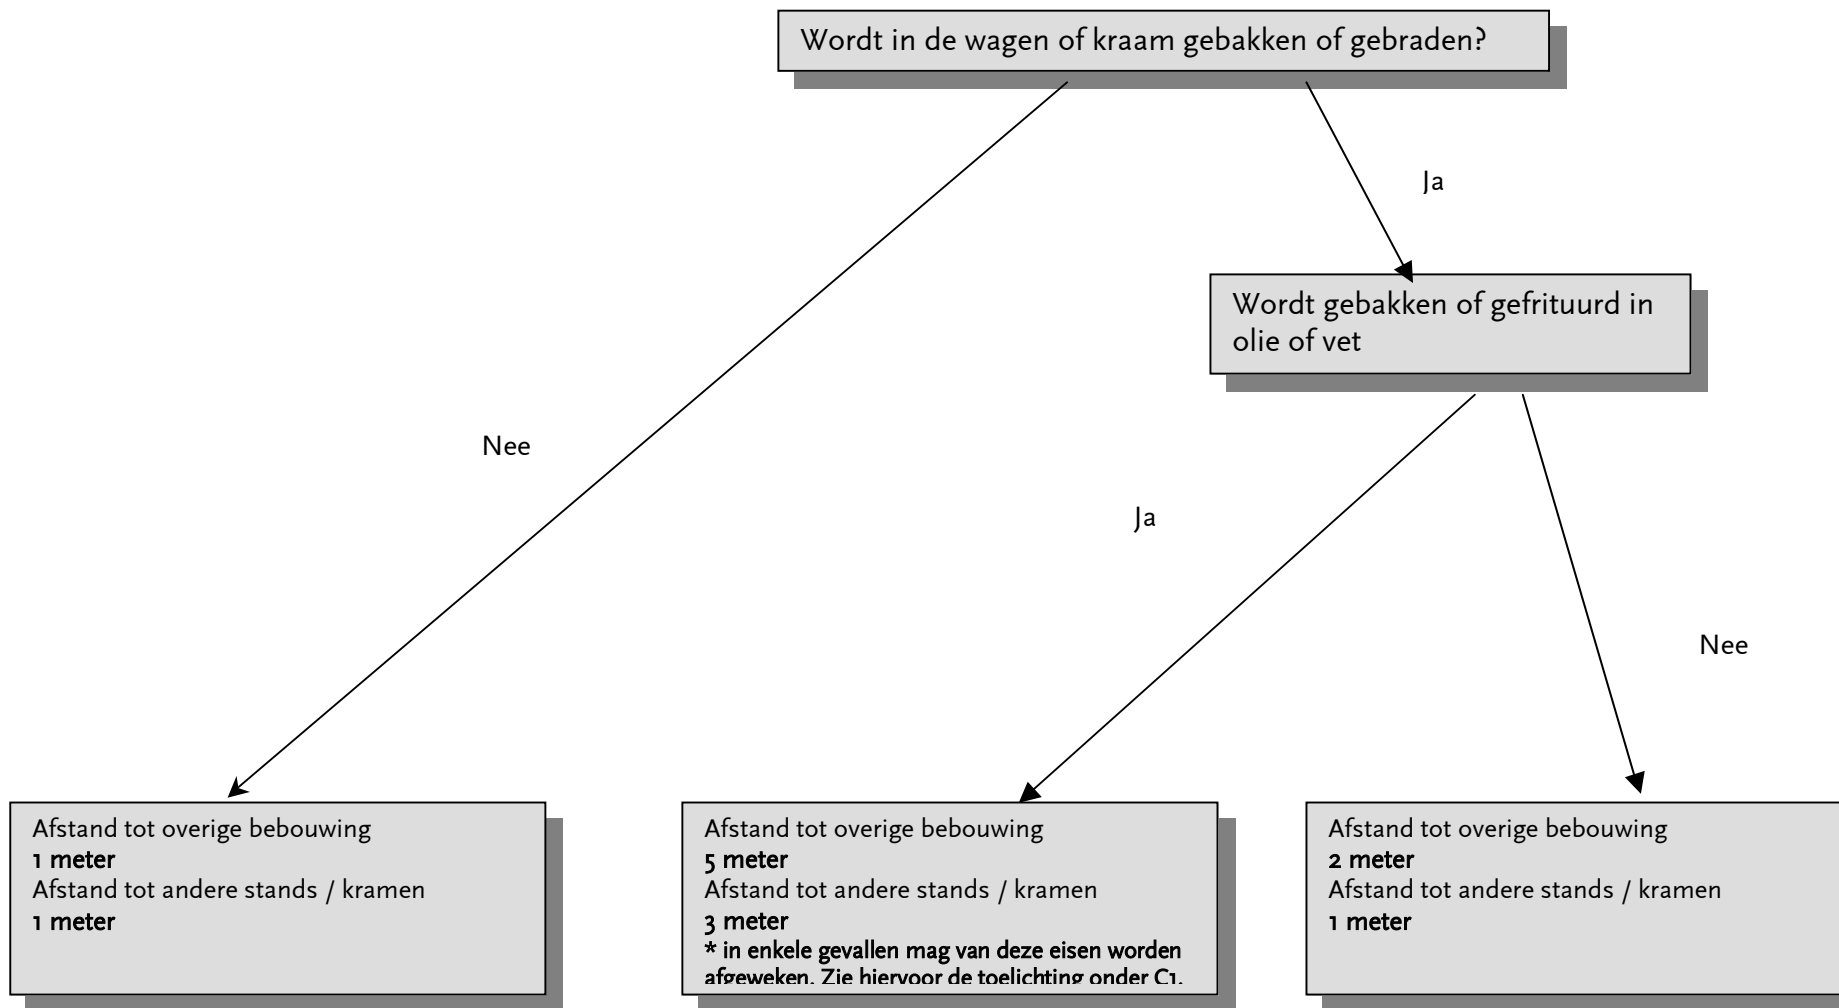 Wordt in de wagen of kraam gebakken of gebraden?
Ja
Wordt gebakken of gefrituurd in
olie of vet
Nee
Ja
Nee
Afstand tot overige bebouwing
1 meter
Afstand tot andere stands / kramen
1 meter
Afstand tot overige bebouwing
5 meter
Afstand tot andere stands / kramen
3 meter
* in enkele gevallen mag van deze eisen worden
afgeweken. Zie hiervoor de toelichting onder C1.
Afstand tot overige bebouwing
2 meter
Afstand tot andere stands / kramen
1 meter